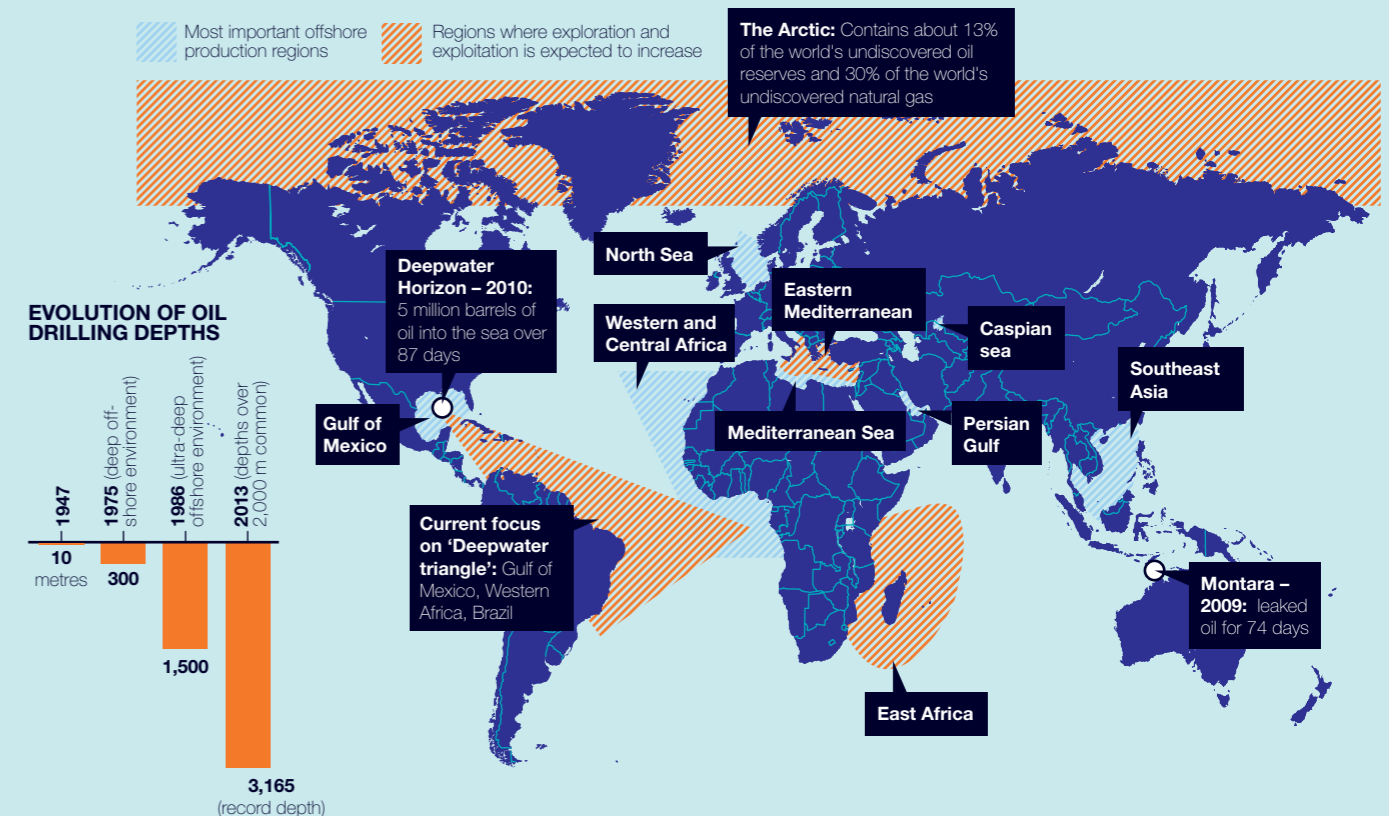 Most important offshore
production regions
Regions where exploration and
exploitation is expected to increase
The Arctic: Contains about 13%
of the world's undiscovered oil
reserves and 30% of the world's
undiscovered natural gas
North Sea
Deepwater
Horizon – 2010:
5 million barrels of
oil into the sea over
87 days
Eastern
Mediterranean
Western and
Central Africa
Caspian
sea
Southeast
Asia
Gulf of
Mexico
Mediterranean Sea
Persian
Gulf
Current focus
on ‘Deepwater
triangle’: Gulf of
Mexico, Western
Africa, Brazil
Montara –
2009: leaked
oil for 74 days
East Africa
EVOLUTION OF OIL
DRILLING DEPTHS
1947
1975 (deep off-
shore environment)
1986 (ultra-deep
offshore environment)
2013 (depths over
2,000 m common)
10
metres
300
1,500
3,165
(record depth)